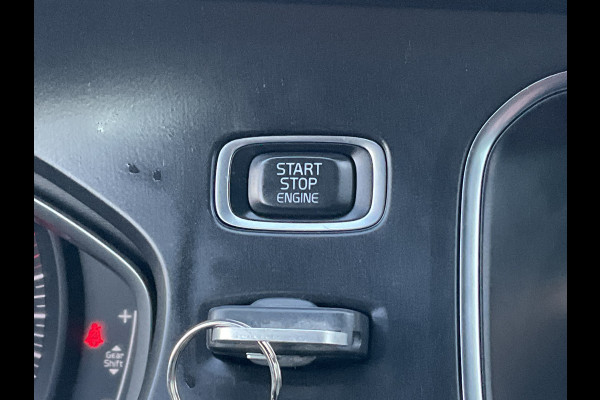 START
STOP
ENGINE
+
Gear
Shift